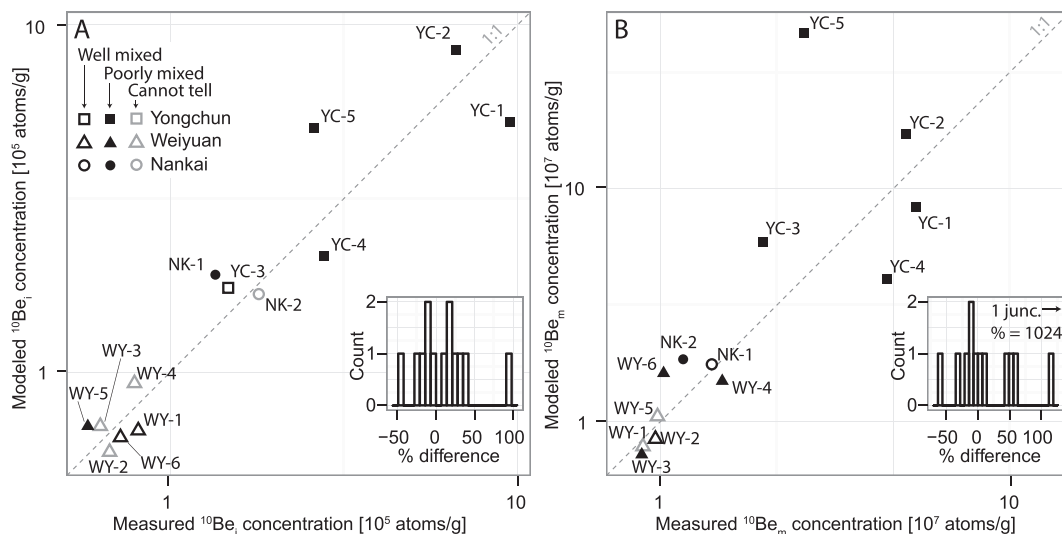 A
10
1
Modeled ¹⁰Beᵢ concentration [10⁵ atoms/g]
Well mixed
Poorly mixed
Cannot tell
Yongchun
Weiyuan
Nankai
1:1
YC-2
YC-1
YC-5
YC-4
NK-1
YC-3
NK-2
WY-3
WY-4
WY-5
WY-1
WY-2
WY-6
2
1
0
Count
−50
0
50
100
% difference
1
10
Measured ¹⁰Beᵢ concentration [10⁵ atoms/g]
B
10
1
Modeled ¹⁰Beₘ concentration [10⁷ atoms/g]
1:1
YC-5
YC-2
YC-1
YC-3
YC-4
NK-2
NK-1
WY-6
WY-4
WY-5
WY-1
WY-2
WY-3
1 junc.
% = 1024
2
1
0
Count
−50
0
50
100
% difference
1
10
Measured ¹⁰Beₘ concentration [10⁷ atoms/g]